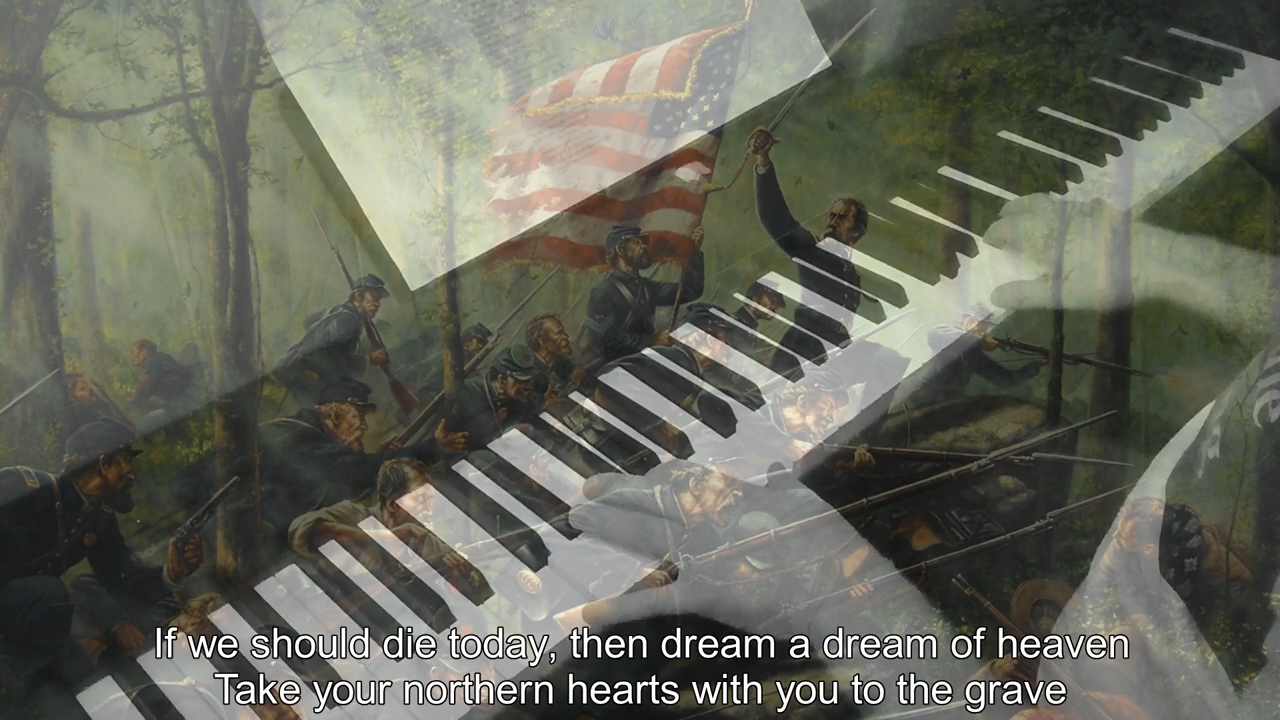 If we should die today, then dream a dream of heaven
Take your northern hearts with you to the grave